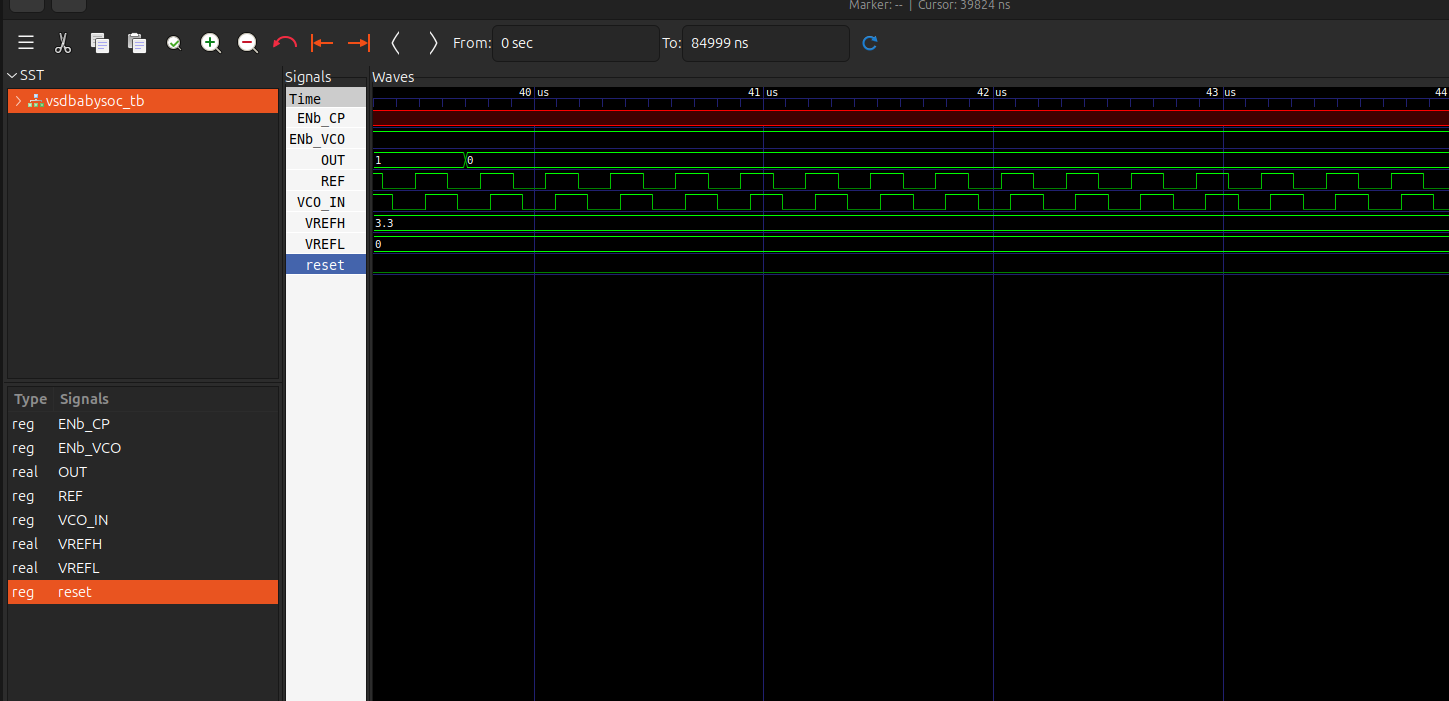 Marker: -- | Cursor: 39824 ns
From: 0 sec To: 84999 ns
SST
vsdbabysoc_tb
Type Signals
reg ENb_CP
reg ENb_VCO
real OUT
reg REF
reg VCO_IN
real VREFH
real VREFL
reg reset
Signals
Time
ENb_CP
ENb_VCO
OUT
REF
VCO_IN
VREFH
VREFL
reset
Waves
40 us 41 us 42 us 43 us 44
1 0
3.3
0